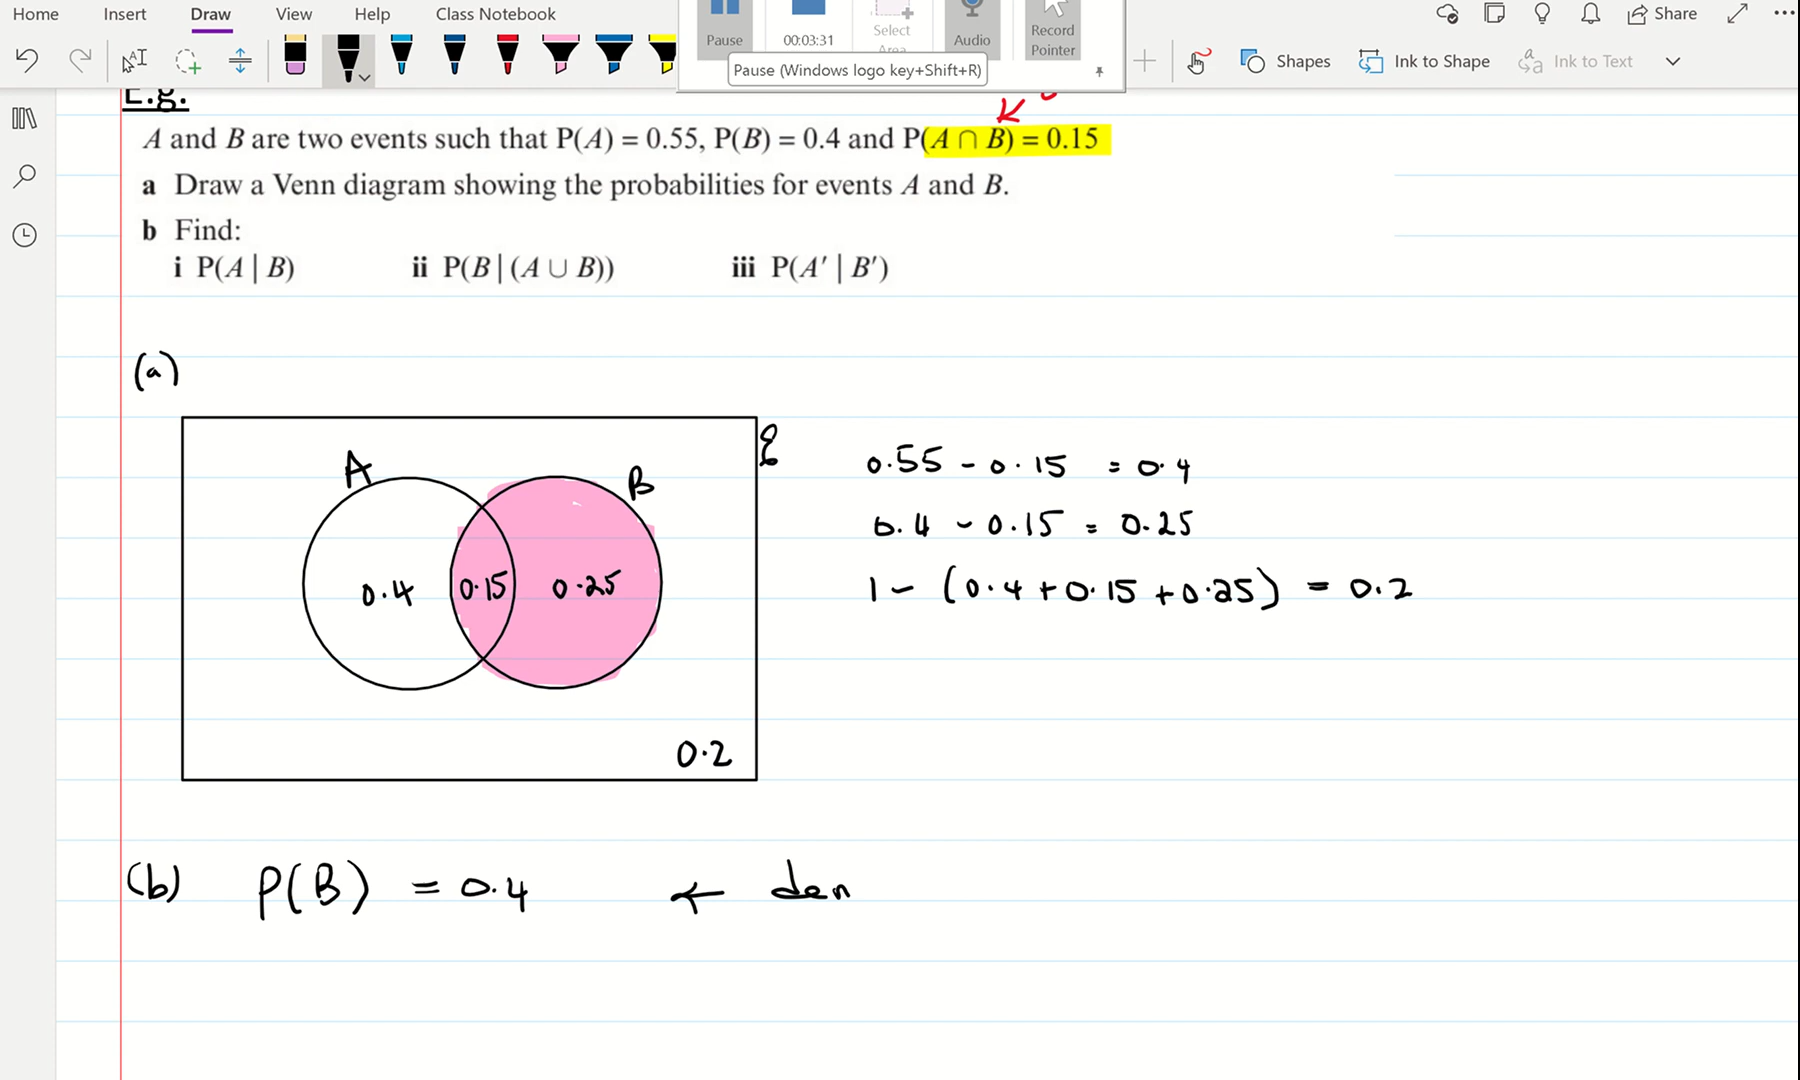 Home Insert Draw View Help Class Notebook
Share
Pause 00:03:31 Select Area Audio Record Pointer
Pause (Windows logo key+Shift+R)
Shapes Ink to Shape Ink to Text
E.g.
A and B are two events such that P(A) = 0.55, P(B) = 0.4 and P(A ∩ B) = 0.15
a Draw a Venn diagram showing the probabilities for events A and B.
b Find:
i P(A | B) ii P(B | (A ∪ B)) iii P(A′ | B′)
(a)
A B ξ
0.4 0.15 0.25
0.2
0.55 - 0.15 = 0.4
0.4 - 0.15 = 0.25
1 - (0.4 + 0.15 + 0.25) = 0.2
(b) P(B) = 0.4 ← den